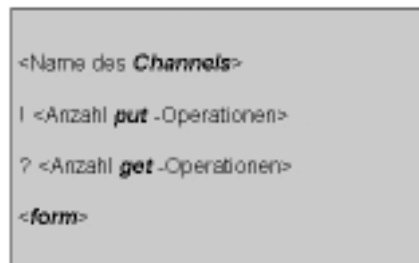 <Name des Channels>
! <Anzahl put -Operationen>
? <Anzahl get -Operationen>
<form>